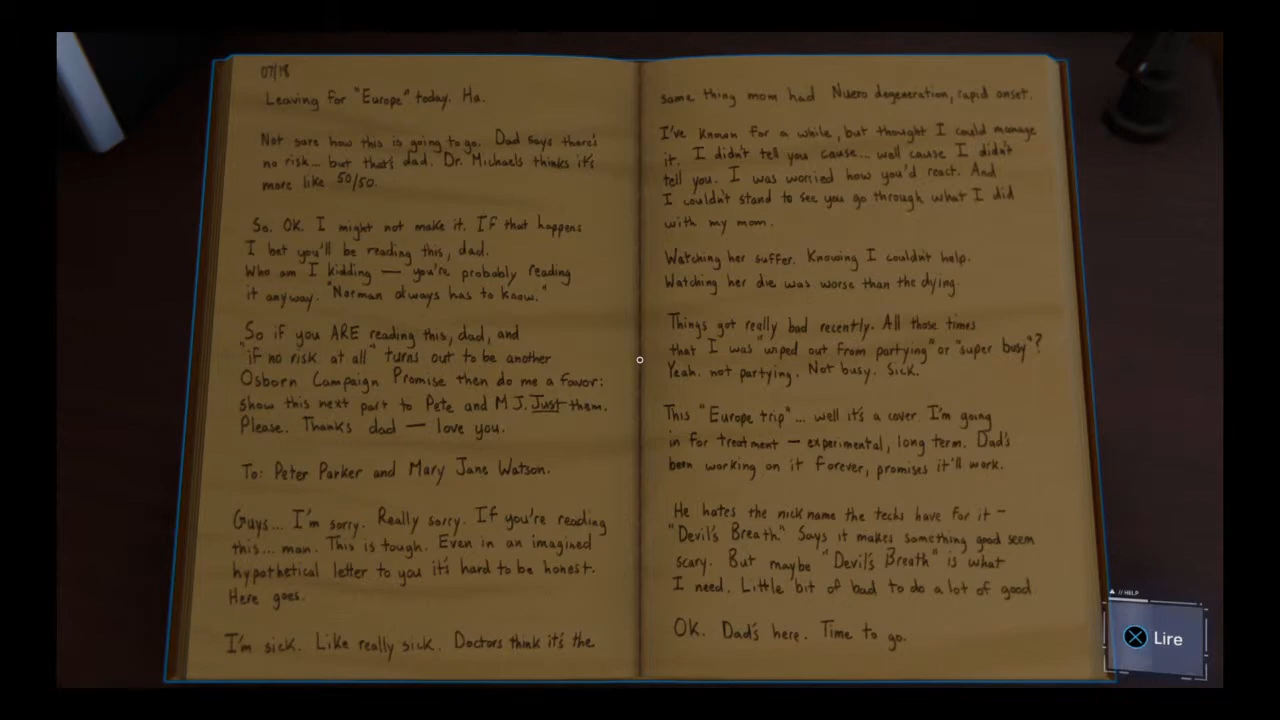 07/18
Leaving for "Europe" today. Ha.
Not sure how this is going to go. Dad says there's
no risk... but that's dad. Dr. Michaels thinks it's
more like 50/50.
So. OK. I might not make it. If that happens
I bet you'll be reading this, dad.
Who am I kidding — you're probably reading
it anyway. "Norman always has to know."
So if you ARE reading this, dad, and
"if no risk at all" turns out to be another
Osborn Campaign Promise then do me a favor:
show this next part to Pete and MJ. Just them.
Please. Thanks dad — love you.
To: Peter Parker and Mary Jane Watson.
Guys... I'm sorry. Really sorry. If you're reading
this... man. This is tough. Even in an imagined
hypathetical letter to you it's hard to be honest.
Here goes.
I'm sick. Like really sick. Doctors think it's the
same thing mom had Nuero degeneration, rapid onset.
I've known for a while, but thought I could manage
it. I didn't tell you cause... well cause I didn't
tell you. I was worried how you'd react. And
I couldn't stand to see you go through what I did
with my mom.
Watching her suffer. Knowing I couldn't help.
Watching her die was worse than the dying.
Things got really bad recently. All those times
that I was "wiped out from partying" or "super busy"?
Yeah. not partying. Not busy. Sick.
This "Europe trip"... well it's a cover. I'm going
in for treatment — experimental, long term. Dad's
been working on it forever, promises it'll work.
He hates the nickname the techs have for it —
"Devil's Breath." Says it makes something good seem
scary. But maybe "Devil's Breath" is what
I need. Little bit of bad to do a lot of good
OK. Dad's here. Time to go.
// HELP
Lire